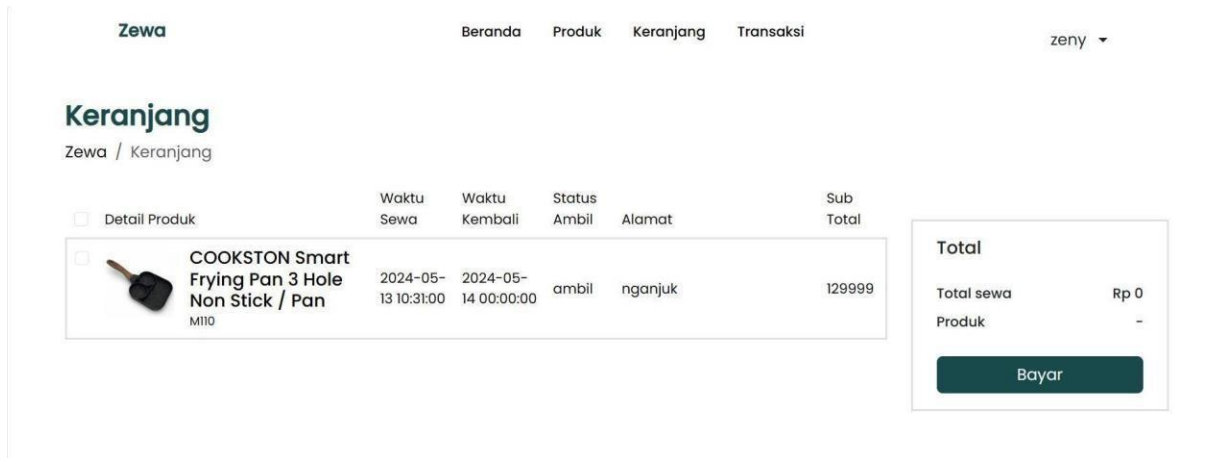 Zewa
Beranda Produk Keranjang Transaksi
zeny
Keranjang
Zewa / Keranjang
Detail Produk
Waktu
Sewa
Waktu
Kembali
Status
Ambil
Alamat
Sub
Total
COOKSTON Smart
Frying Pan 3 Hole
Non Stick / Pan
M110
2024-05-
13 10:31:00
2024-05-
14 00:00:00
ambil
nganjuk
129999
Total
Total sewa Rp 0
Produk -
Bayar